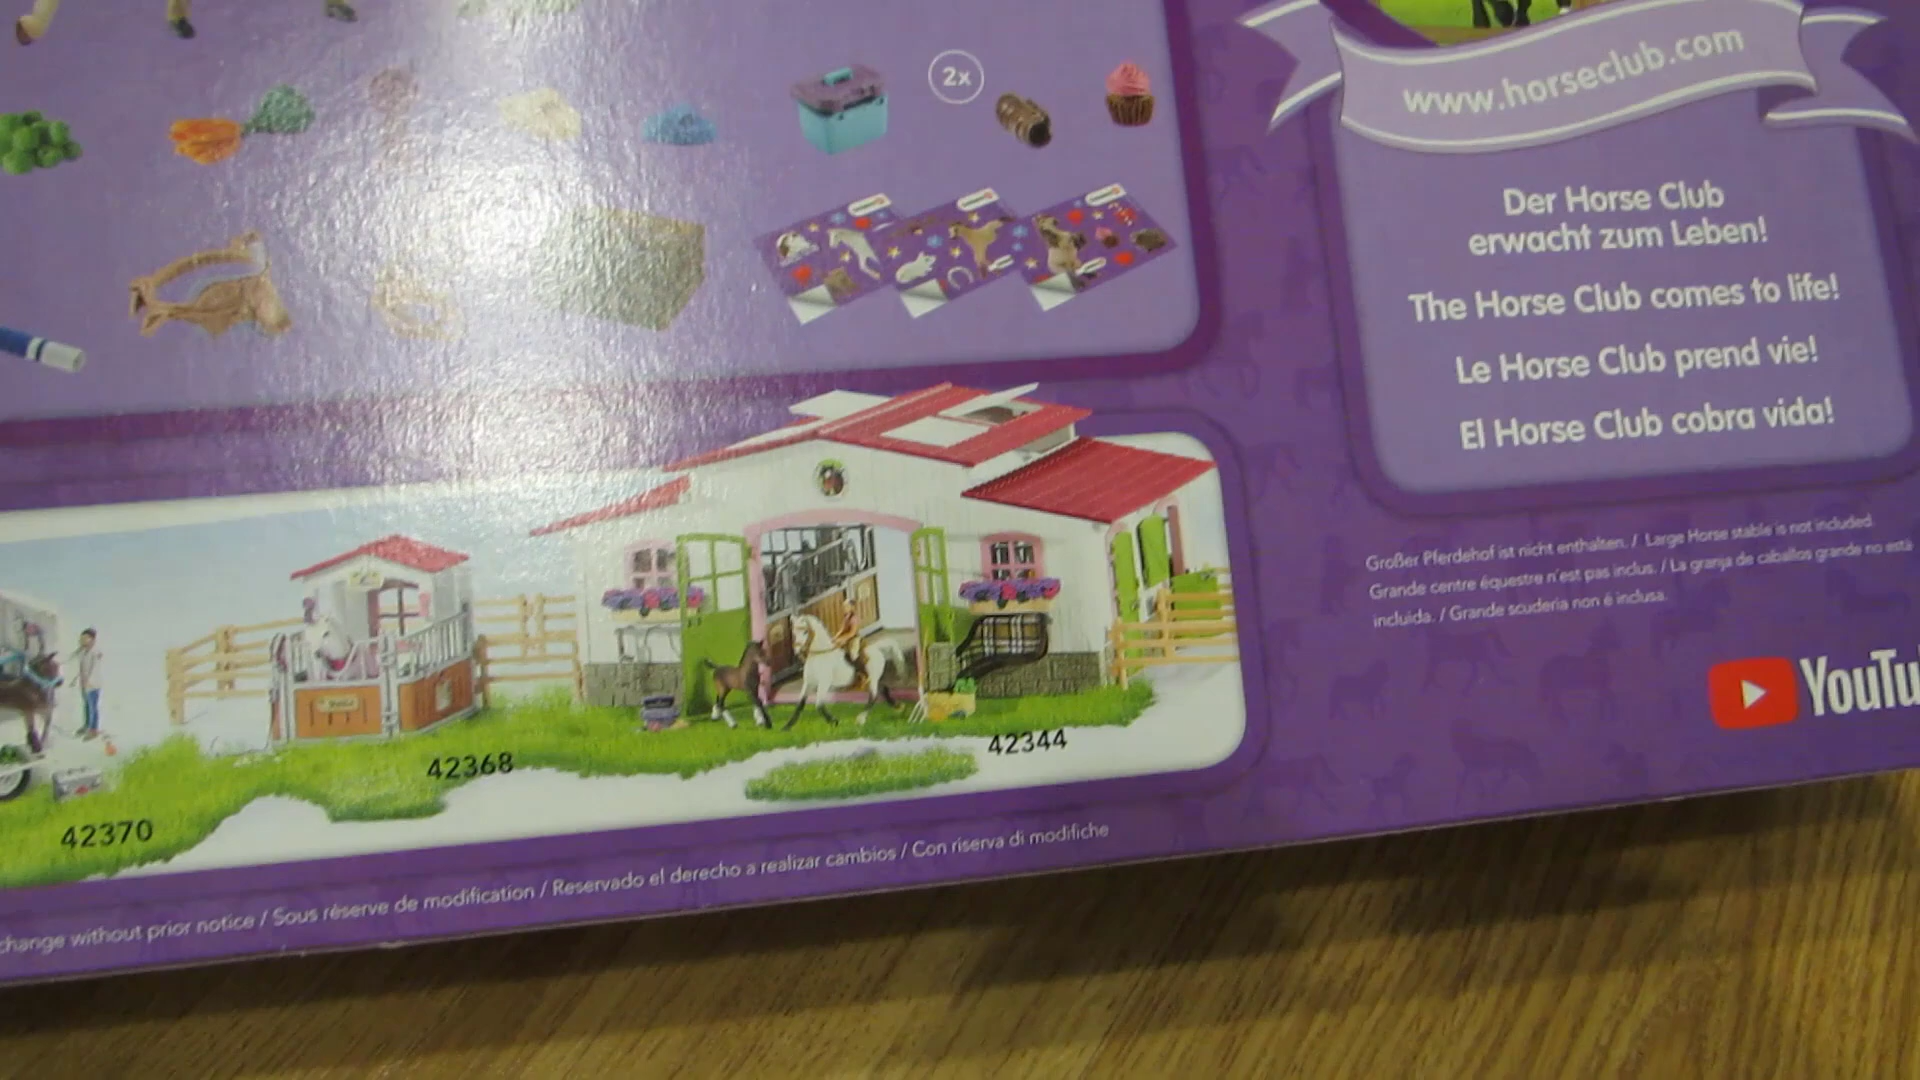 2x
www.horseclub.com
Der Horse Club
erwacht zum Leben!
The Horse Club comes to life!
Le Horse Club prend vie!
El Horse Club cobra vida!
Großer Pferdehof ist nicht enthalten. / Large Horse stable is not included.
Grande centre équestre n'est pas inclus. / La granja de caballos grande no está
incluida. / Grande scuderia non è inclusa.
YouTu
42344
42368
42370
change without prior notice / Sous réserve de modification / Reservado el derecho a realizar cambios / Con riserva di modifiche